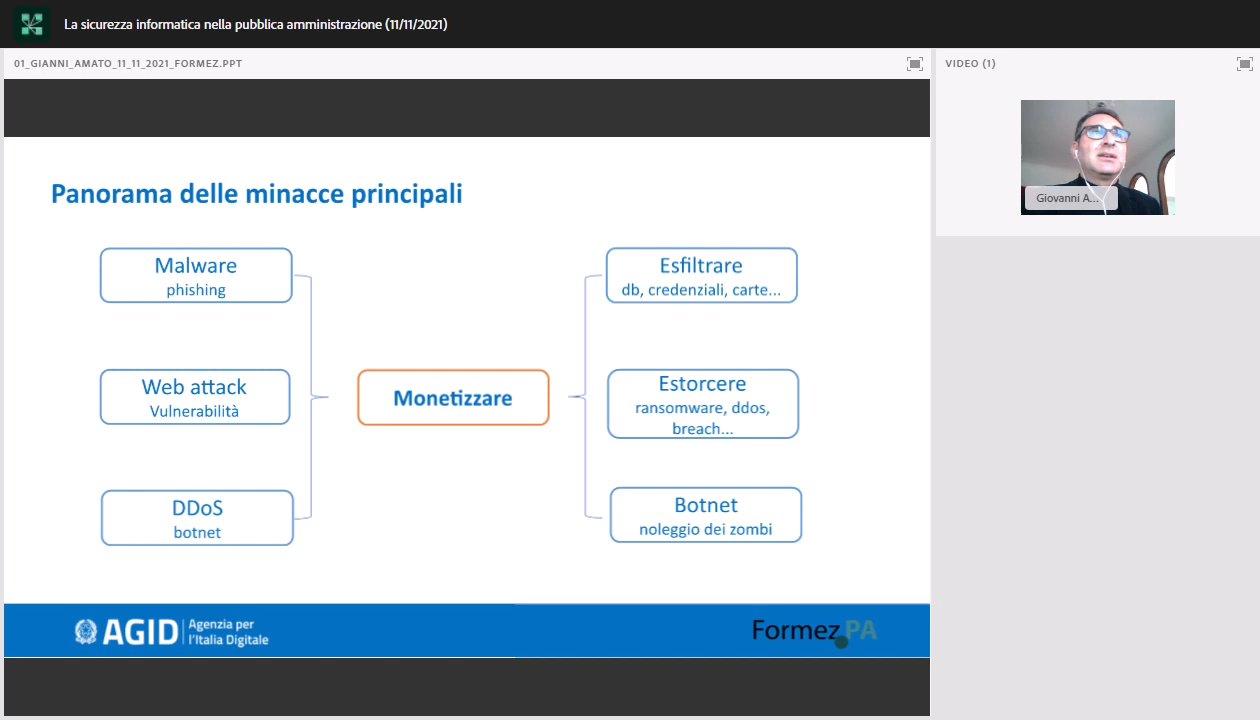 La sicurezza informatica nella pubblica amministrazione (11/11/2021)
01_GIANNI_AMATO_11_11_2021_FORMEZ.PPT
VIDEO (1)
Giovanni A...
Panorama delle minacce principali
Malware
phishing
Web attack
Vulnerabilità
DDoS
botnet
Monetizzare
Esfiltrare
db, credenziali, carte...
Estorcere
ransomware, ddos,
breach...
Botnet
noleggio dei zombi
AGID
Agenzia per
l'Italia Digitale
Formez PA